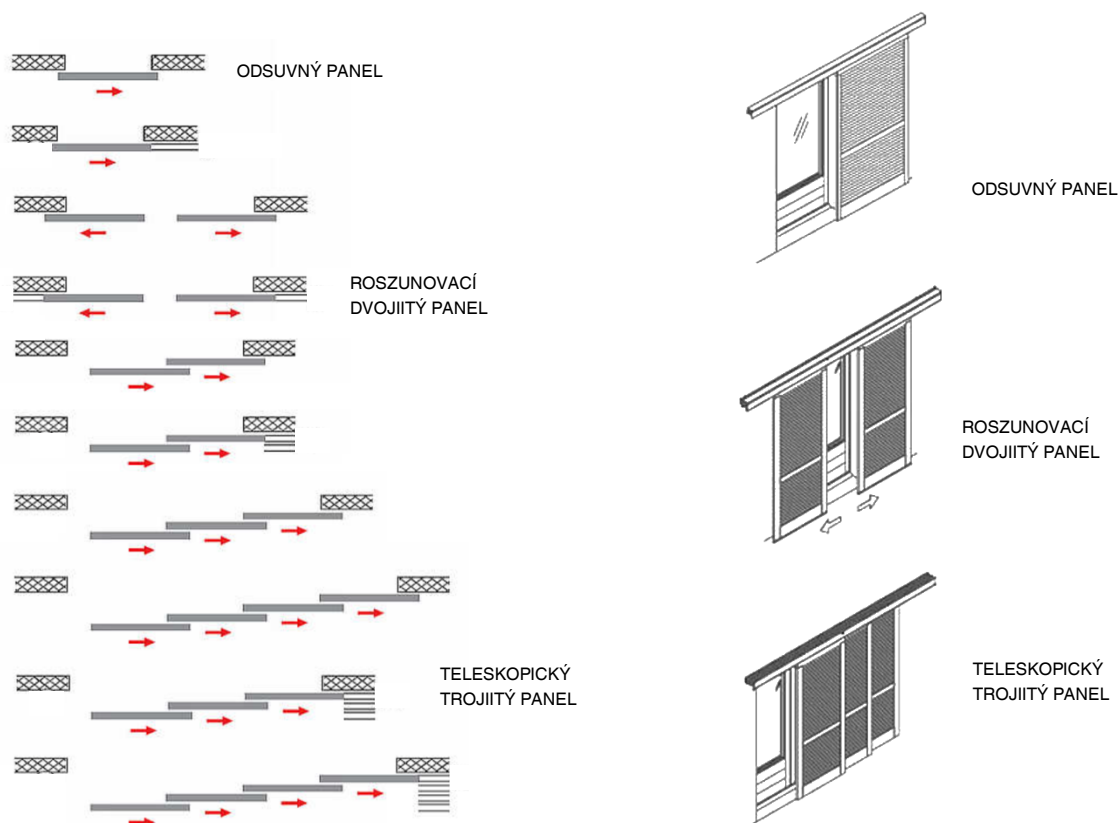 ODSUVNÝ PANEL
ROSZUNOVACÍ
DVOJIITÝ PANEL
TELESKOPICKÝ
TROJIITÝ PANEL
ODSUVNÝ PANEL
ROSZUNOVACÍ
DVOJIITÝ PANEL
TELESKOPICKÝ
TROJIITÝ PANEL